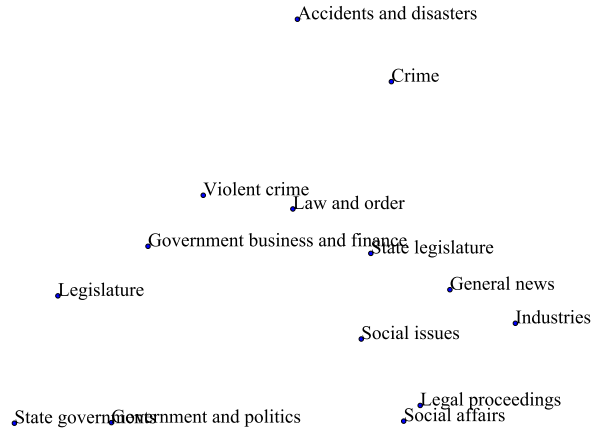 Accidents and disasters
Crime
Violent crime
Law and order
Government business and finance
State legislature
General news
Legislature
Industries
Social issues
Legal proceedings
Social affairs
State governments
Government and politics